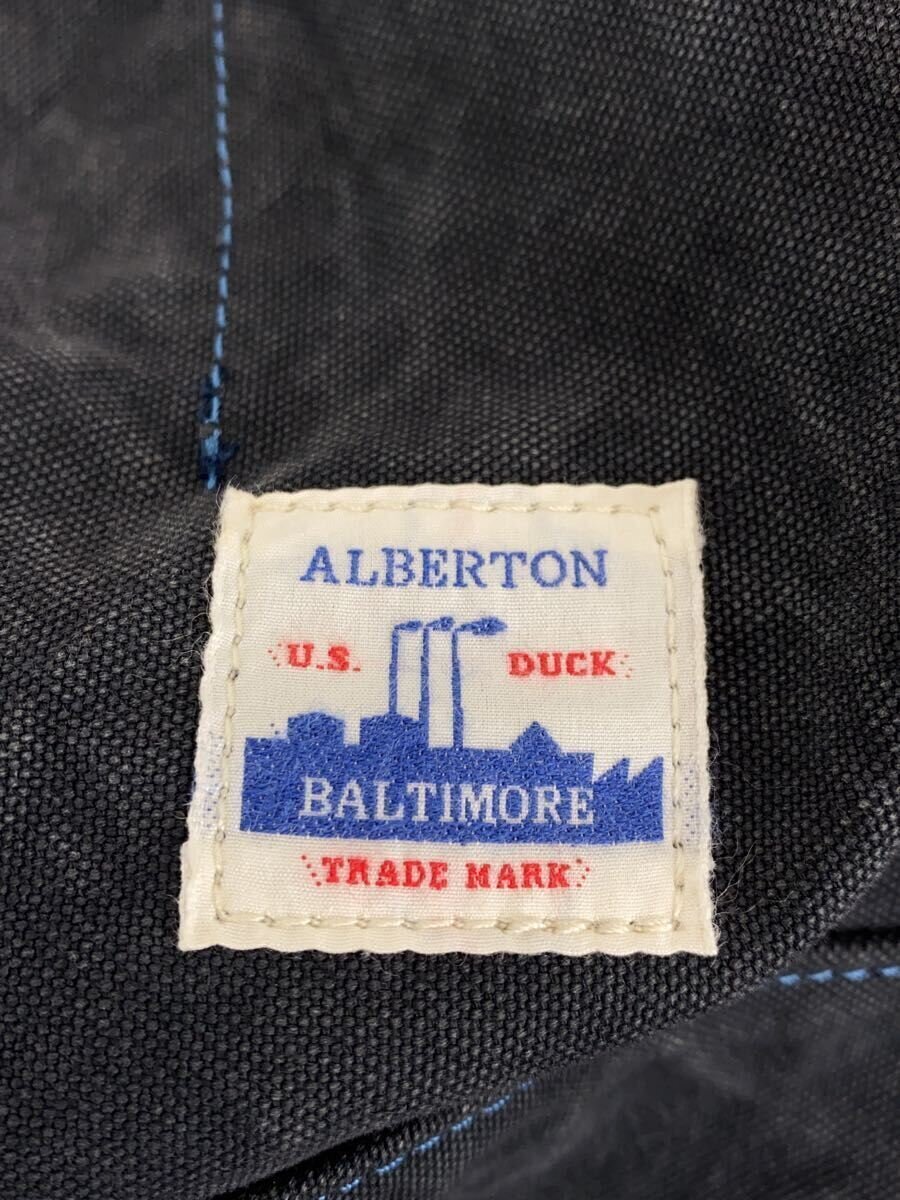 ALBERTON
U.S. DUCK
BALTIMORE
TRADE MARK